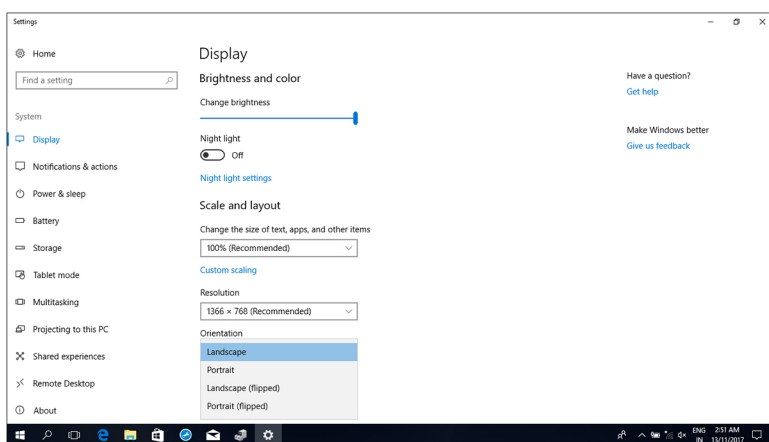 Settings
Home
Find a setting
System
Display
Notifications & actions
Power & sleep
Battery
Storage
Tablet mode
Multitasking
Projecting to this PC
Shared experiences
Remote Desktop
About
Display
Brightness and color
Change brightness
Night light
Off
Night light settings
Scale and layout
Change the size of text, apps, and other items
100% (Recommended)
Custom scaling
Resolution
1366 × 768 (Recommended)
Orientation
Landscape
Portrait
Landscape (flipped)
Portrait (flipped)
Have a question?
Get help
Make Windows better
Give us feedback
ENG
IN
2:51 AM
13/11/2017